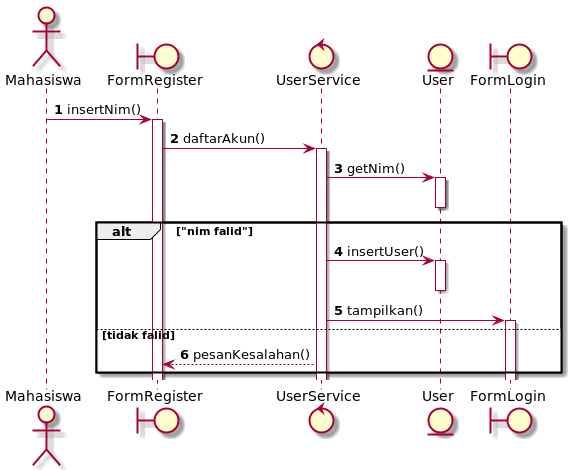 Mahasiswa FormRegister UserService User FormLogin
1 insertNim()
2 daftarAkun()
3 getNim()
alt ["nim falid"]
4 insertUser()
5 tampilkan()
[tidak falid]
6 pesanKesalahan()
Mahasiswa FormRegister UserService User FormLogin